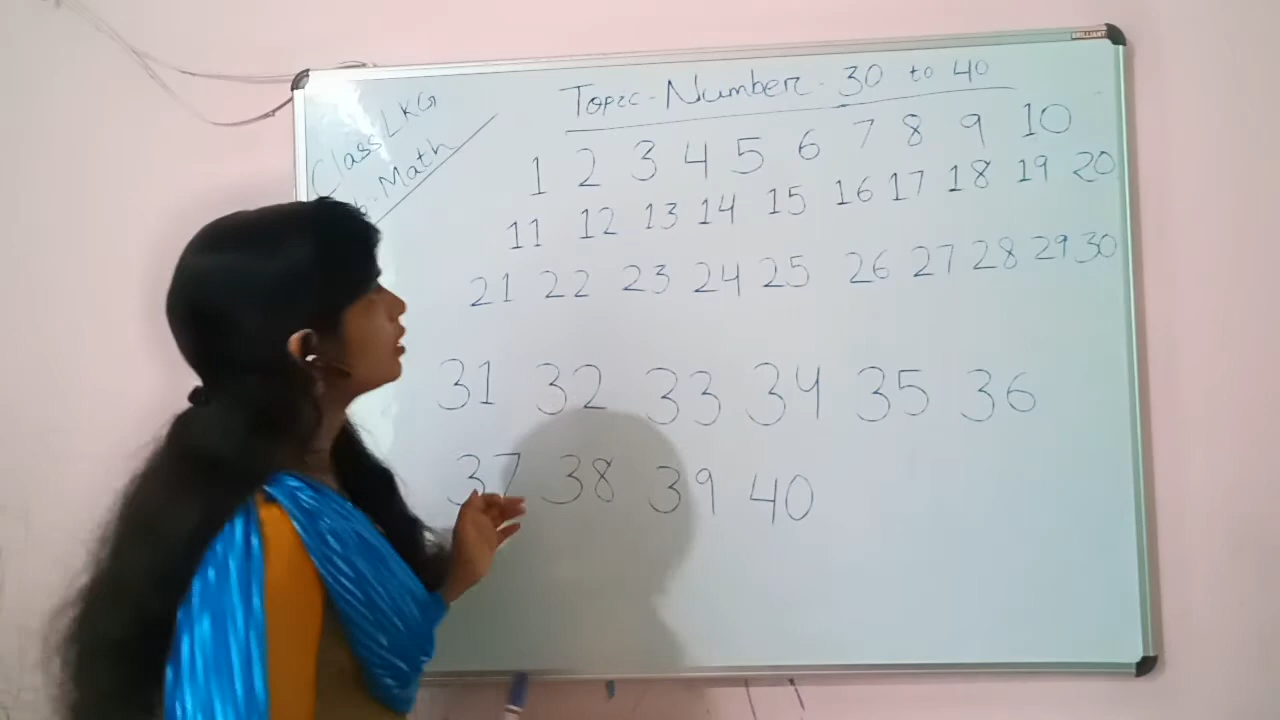 BRILLIANT
Class LKG
Math
Topic - Number - 30 to 40
1 2 3 4 5 6 7 8 9 10
11 12 13 14 15 16 17 18 19 20
21 22 23 24 25 26 27 28 29 30
31 32 33 34 35 36
37 38 39 40